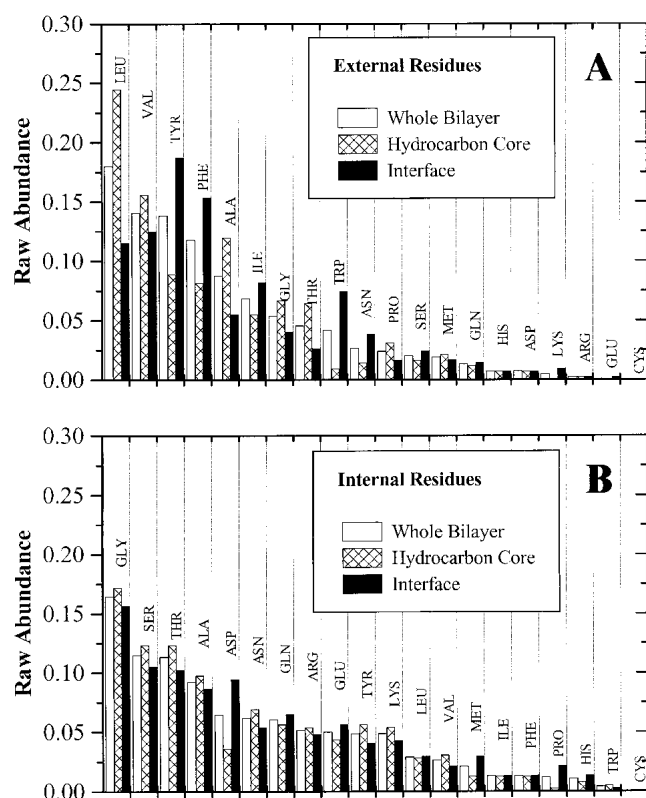 0.30
0.25
0.20
0.15
0.10
0.05
0.00
Raw Abundance
A
External Residues
Whole Bilayer
Hydrocarbon Core
Interface
LEU
VAL
TYR
PHE
ALA
ILE
GLY
THR
TRP
ASN
PRO
SER
MET
GLN
HIS
ASP
LYS
ARG
GLU
CYS
0.30
0.25
0.20
0.15
0.10
0.05
0.00
Raw Abundance
B
Internal Residues
Whole Bilayer
Hydrocarbon Core
Interface
GLY
SER
THR
ALA
ASP
ASN
GLN
ARG
GLU
TYR
LYS
LEU
VAL
MET
ILE
PHE
PRO
HIS
TRP
CYS